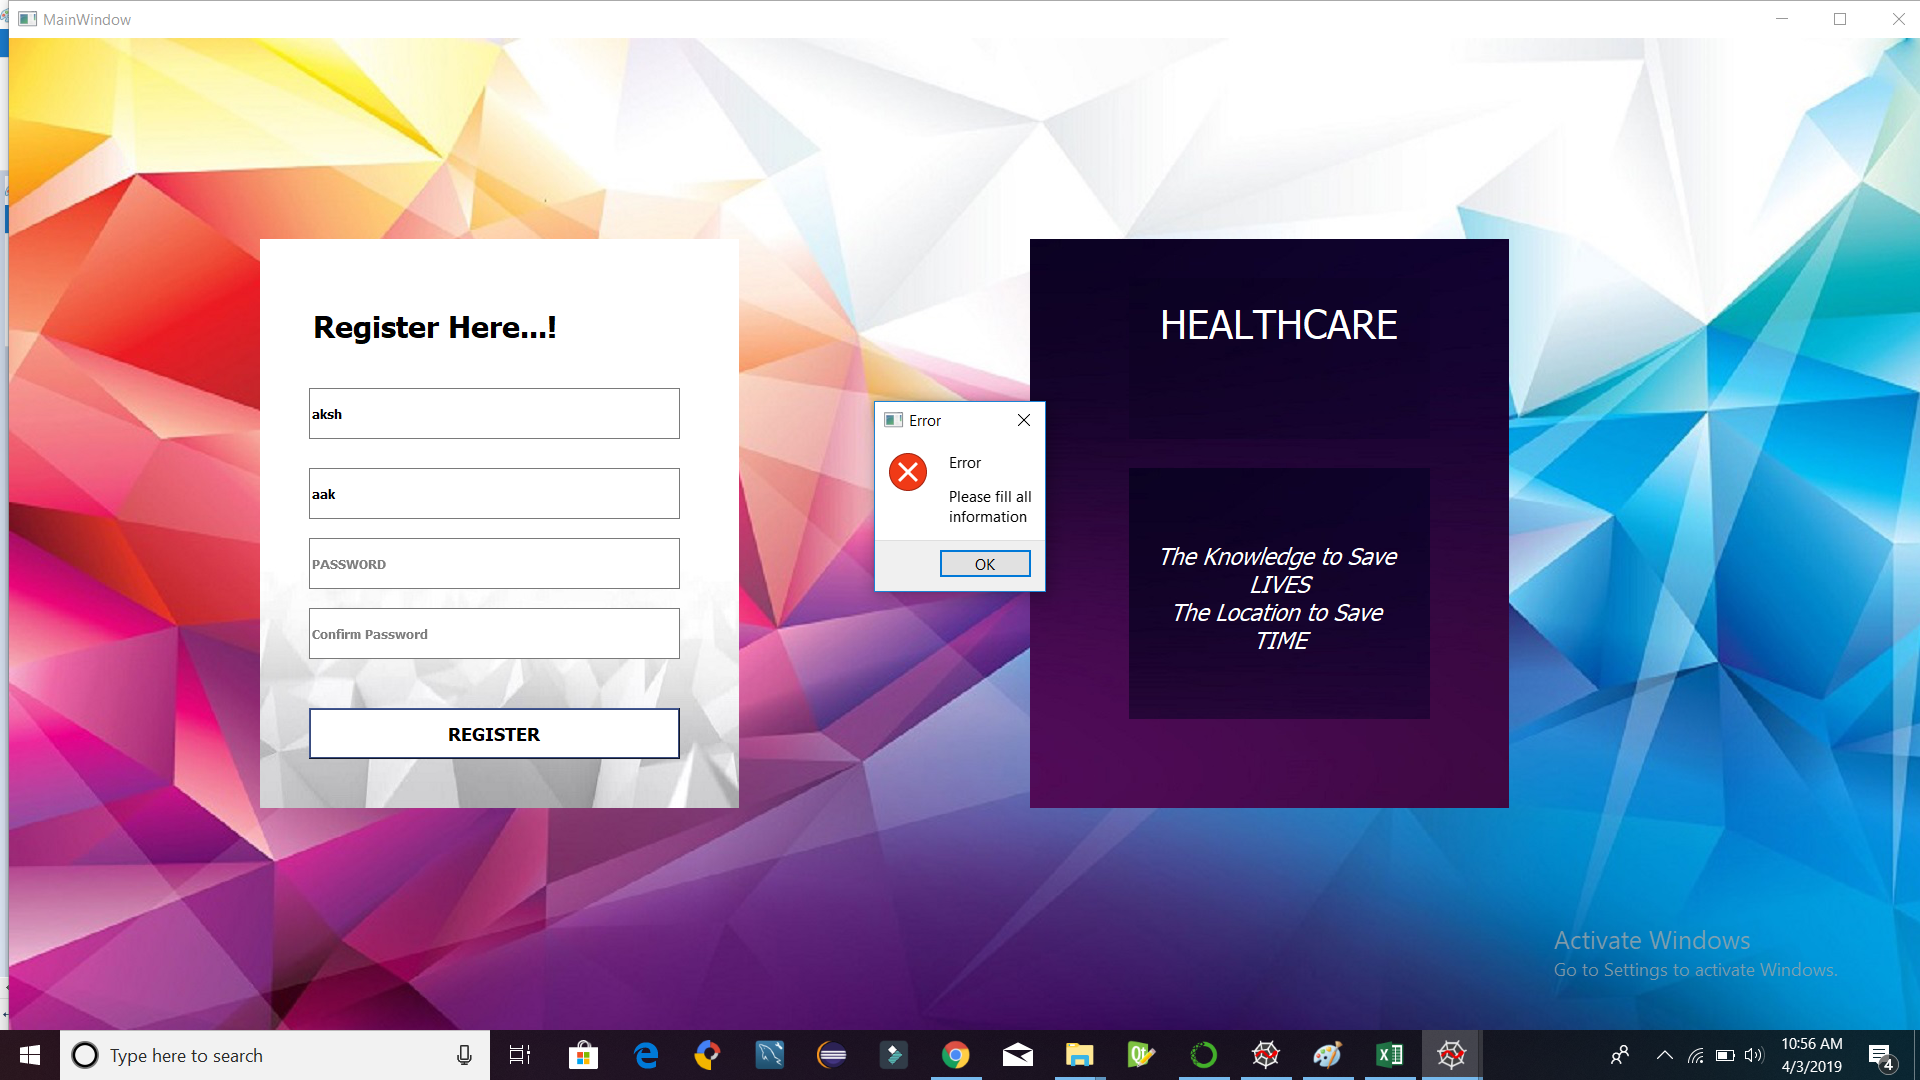 MainWindow
Register Here...!
aksh
aak
PASSWORD
Confirm Password
REGISTER
Error
Error
Please fill all
information
OK
HEALTHCARE
The Knowledge to Save
LIVES
The Location to Save
TIME
Activate Windows
Go to Settings to activate Windows.
Type here to search
Qt
10:56 AM
4/3/2019
4